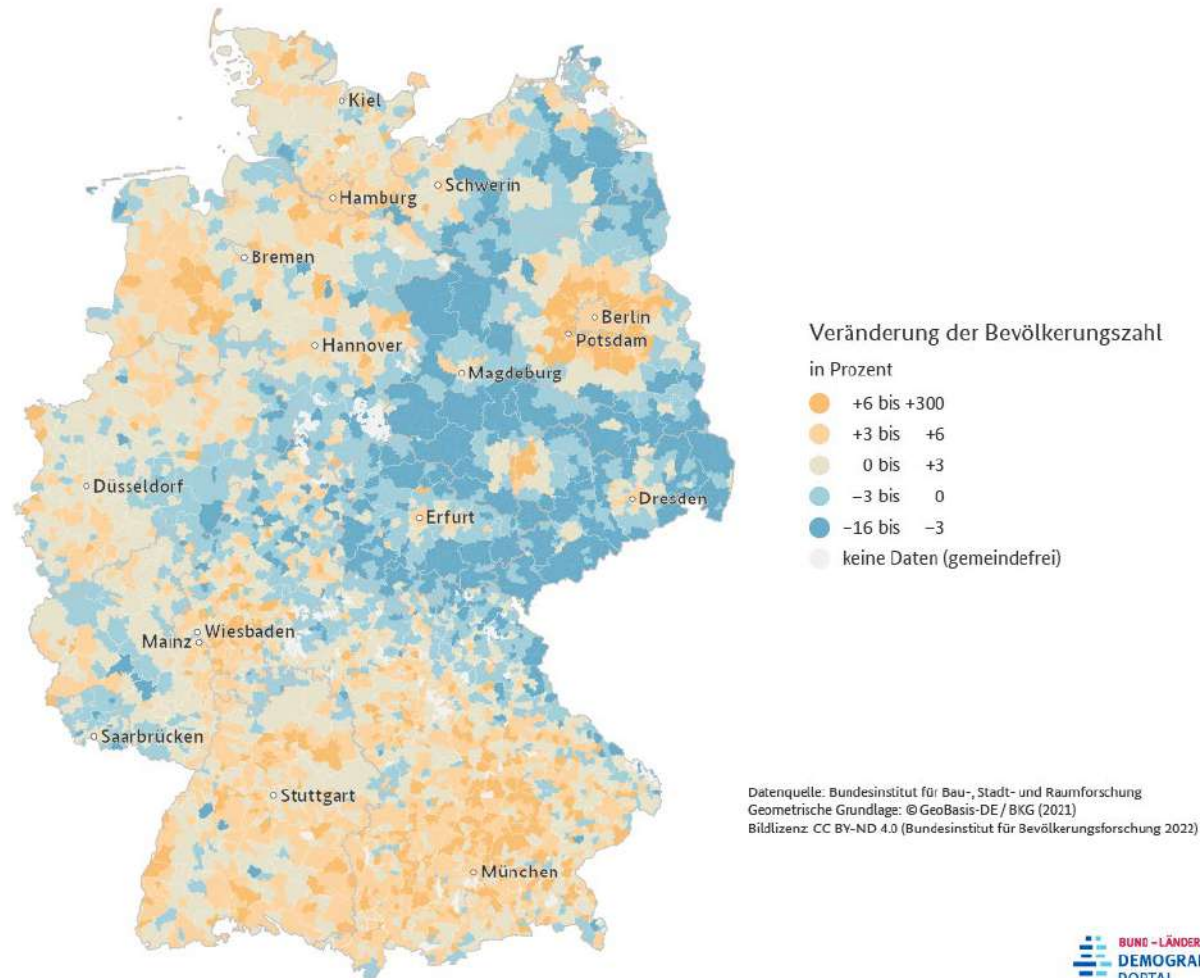 Kiel
Schwerin
Hamburg
Bremen
Berlin
Potsdam
Hannover
Magdeburg
Düsseldorf
Dresden
Erfurt
Wiesbaden
Mainz
Saarbrücken
Stuttgart
München
Veränderung der Bevölkerungszahl
in Prozent
+6 bis +300
+3 bis +6
0 bis +3
−3 bis 0
−16 bis −3
keine Daten (gemeindefrei)
Datenquelle: Bundesinstitut für Bau-, Stadt- und Raumforschung
Geometrische Grundlage: © GeoBasis-DE / BKG (2021)
Bildlizenz: CC BY-ND 4.0 (Bundesinstitut für Bevölkerungsforschung 2022)
BUND-LÄNDER